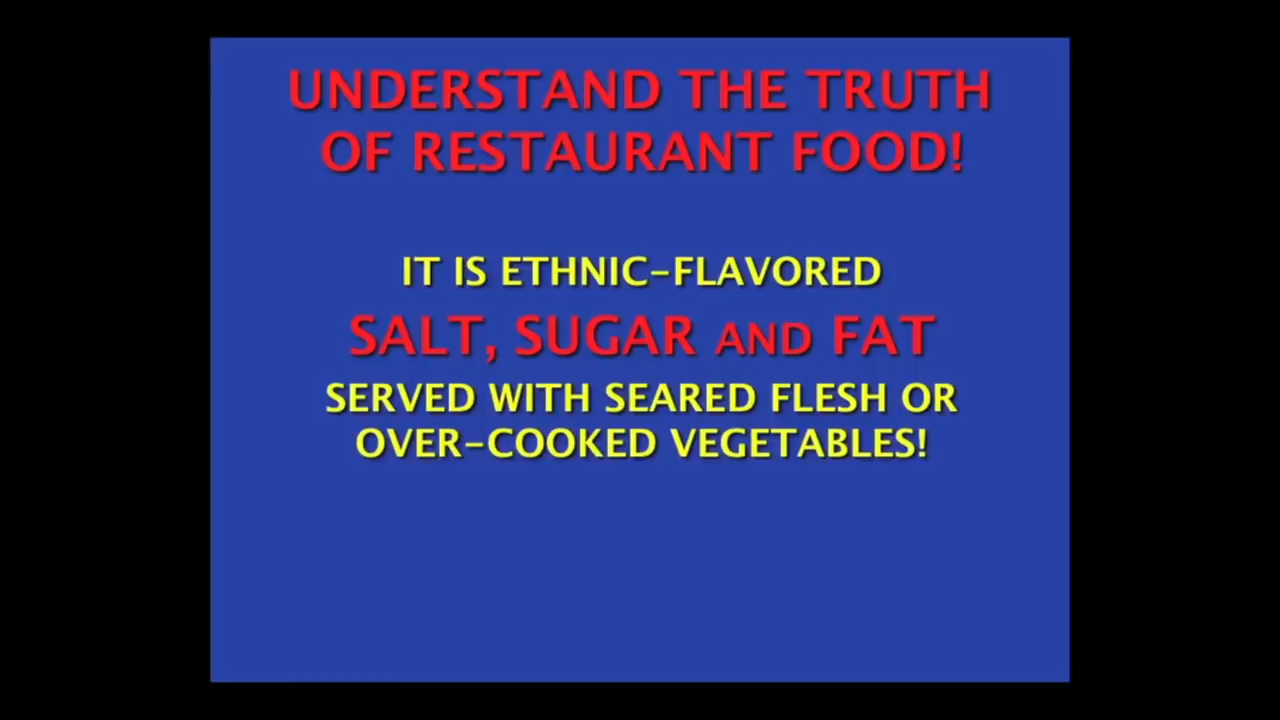 UNDERSTAND THE TRUTH
OF RESTAURANT FOOD!
IT IS ETHNIC-FLAVORED
SALT, SUGAR AND FAT
SERVED WITH SEARED FLESH OR
OVER-COOKED VEGETABLES!